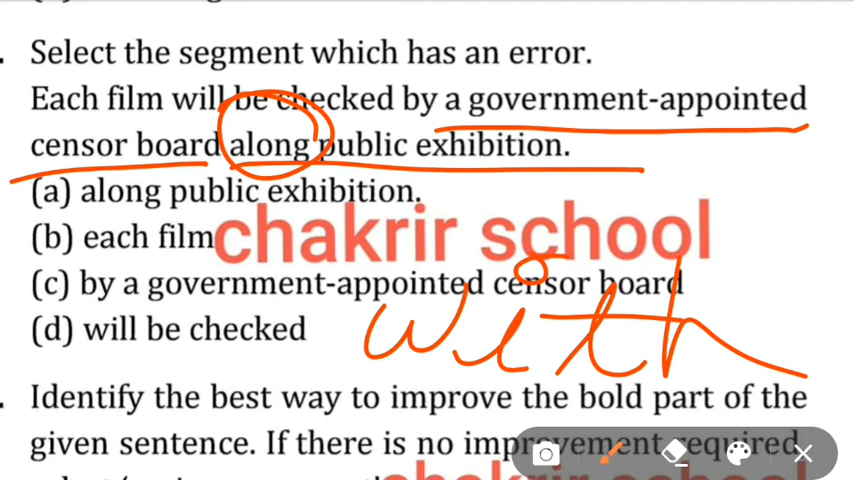 Select the segment which has an error.
Each film will be checked by a government-appointed
censor board along public exhibition.
(a) along public exhibition.
(b) each film
chakrir school
(c) by a government-appointed censor board
(d) will be checked
with
Identify the best way to improve the bold part of the
given sentence. If there is no improvement required